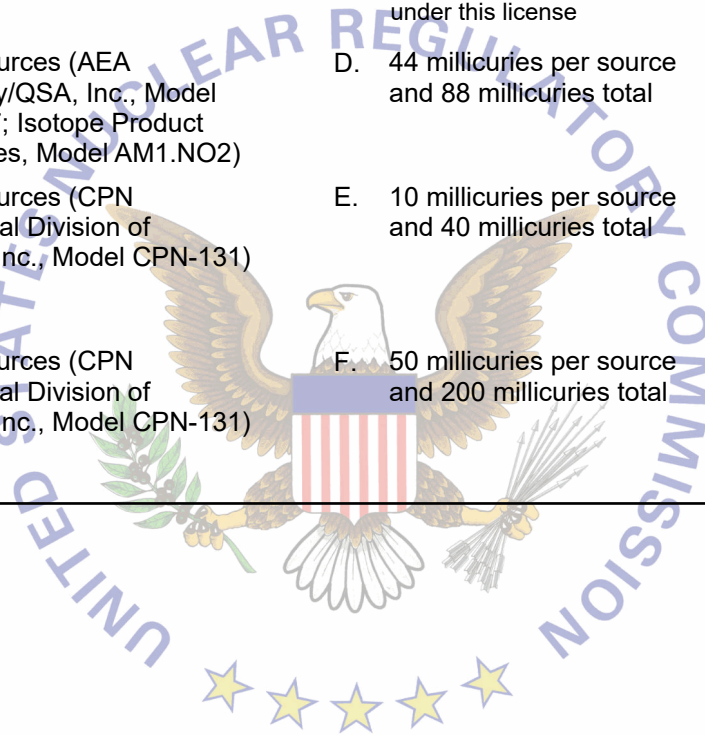 under this license
urces (AEA D. 44 millicuries per source
y/QSA, Inc., Model and 88 millicuries total
; Isotope Product
es, Model AM1.NO2)
urces (CPN E. 10 millicuries per source
al Division of and 40 millicuries total
nc., Model CPN-131)
urces (CPN F. 50 millicuries per source
al Division of and 200 millicuries total
nc., Model CPN-131)
UNITED STATES NUCLEAR REGULATORY COMMISSION